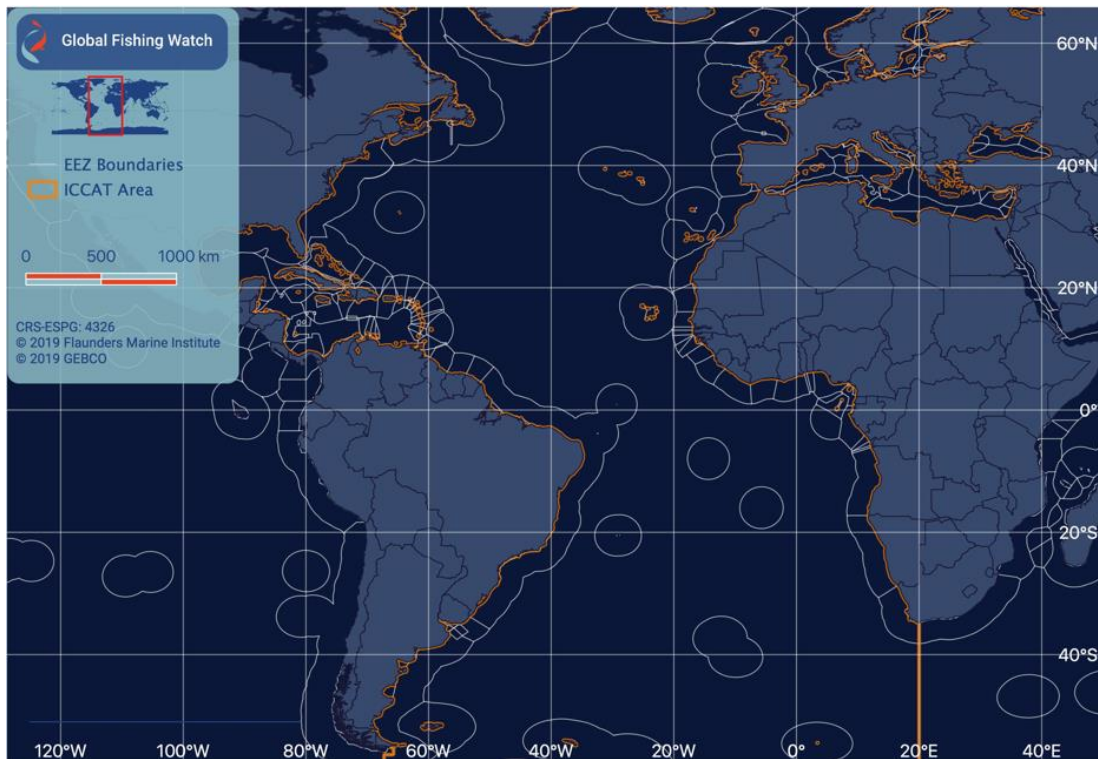 Global Fishing Watch
EEZ Boundaries
ICCAT Area
0 500 1000 km
CRS-ESPG: 4326
© 2019 Flaunders Marine Institute
© 2019 GEBCO
60°N
40°N
20°N
0°
20°S
40°S
120°W 100°W 80°W 60°W 40°W 20°W 0° 20°E 40°E